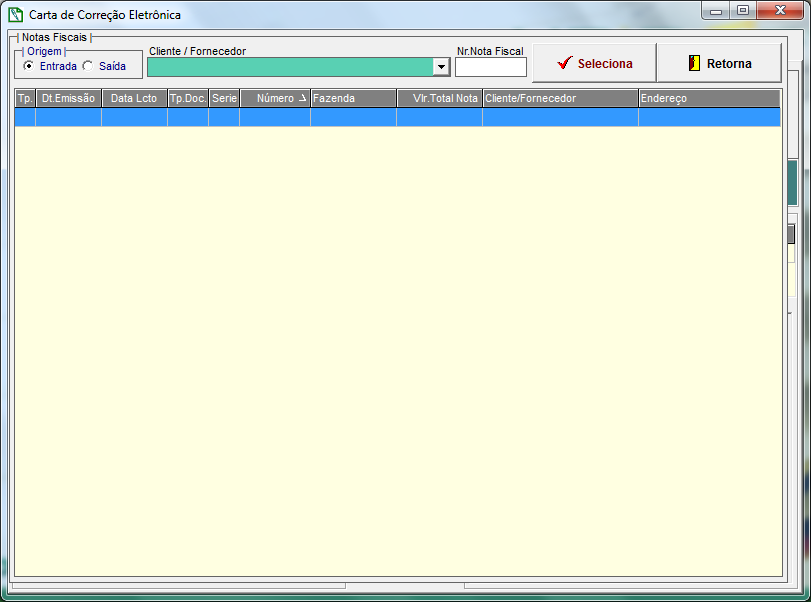 Carta de Correção Eletrônica
Notas Fiscais
Origem
Entrada Saída
Cliente / Fornecedor
Nr.Nota Fiscal
Seleciona
Retorna
Tp. Dt.Emissão Data Lcto Tp.Doc. Serie Número Fazenda Vlr.Total Nota Cliente/Fornecedor Endereço